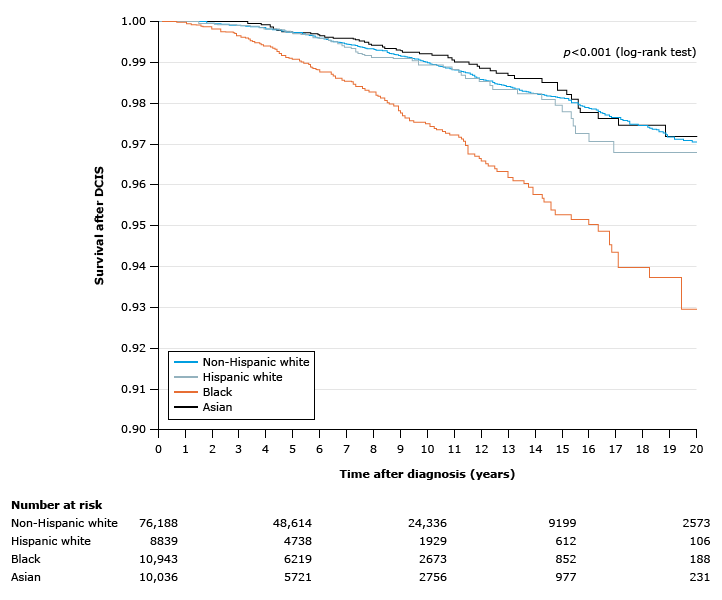 1.00
0.99
0.98
0.97
0.96
0.95
0.94
0.93
0.92
0.91
0.90
Survival after DCIS
p<0.001 (log-rank test)
Non-Hispanic white
Hispanic white
Black
Asian
0 1 2 3 4 5 6 7 8 9 10 11 12 13 14 15 16 17 18 19 20
Time after diagnosis (years)
Number at risk
Non-Hispanic white 76,188 48,614 24,336 9199 2573
Hispanic white 8839 4738 1929 612 106
Black 10,943 6219 2673 852 188
Asian 10,036 5721 2756 977 231